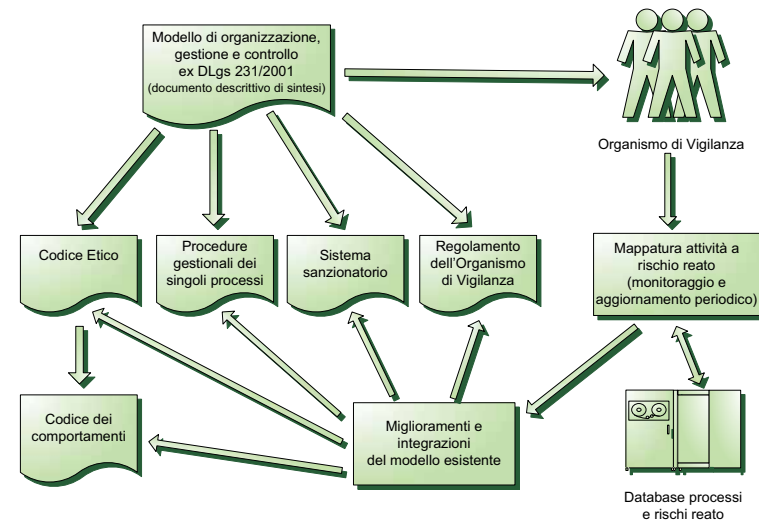 Modello di organizzazione,
gestione e controllo
ex DLgs 231/2001
(documento descrittivo di sintesi)
Organismo di Vigilanza
Codice Etico
Procedure
gestionali dei
singoli processi
Sistema
sanzionatorio
Regolamento
dell'Organismo
di Vigilanza
Mappatura attività a
rischio reato
(monitoraggio e
aggiornamento periodico)
Codice dei
comportamenti
Miglioramenti e
integrazioni
del modello esistente
Database processi
e rischi reato